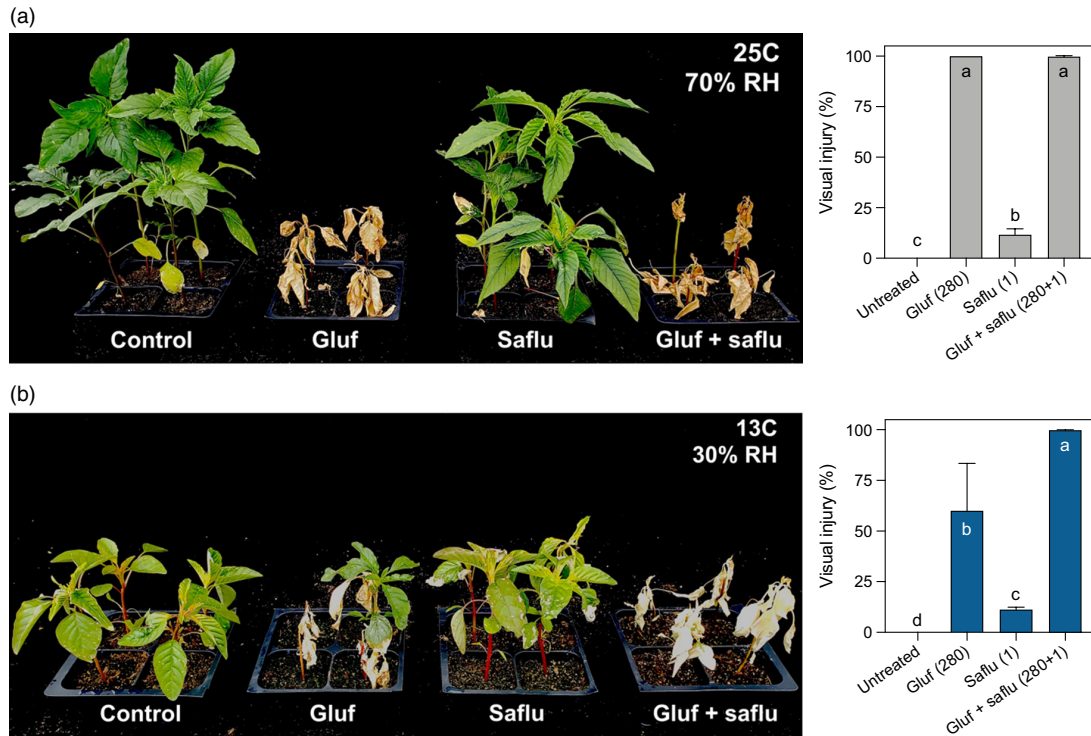 (a)
25C
70% RH
Control
Gluf
Saflu
Gluf + saflu
Visual injury (%)
100
75
50
25
0
c
a
b
a
Untreated
Gluf (280)
Saflu (1)
Gluf + saflu (280+1)
(b)
13C
30% RH
Control
Gluf
Saflu
Gluf + saflu
Visual injury (%)
100
75
50
25
0
d
b
c
a
Untreated
Gluf (280)
Saflu (1)
Gluf + saflu (280+1)